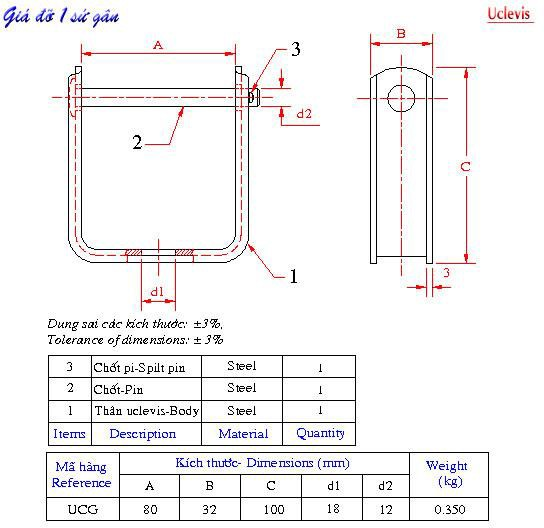 Giá đỡ 1 sứ gân
Uclevis
A
B
3
d2
2
C
d1
1
3
Dung sai các kích thước: ±3%,
Tolerance of dimensions: ± 3%
3 Chốt pi-Spilt pin Steel 1
2 Chốt-Pin Steel 1
1 Thân uclevis-Body Steel 1
Items Description Material Quantity
Mã hàng Reference Kích thước- Dimensions (mm) Weight (kg)
A B C d1 d2
UCG 80 32 100 18 12 0.350